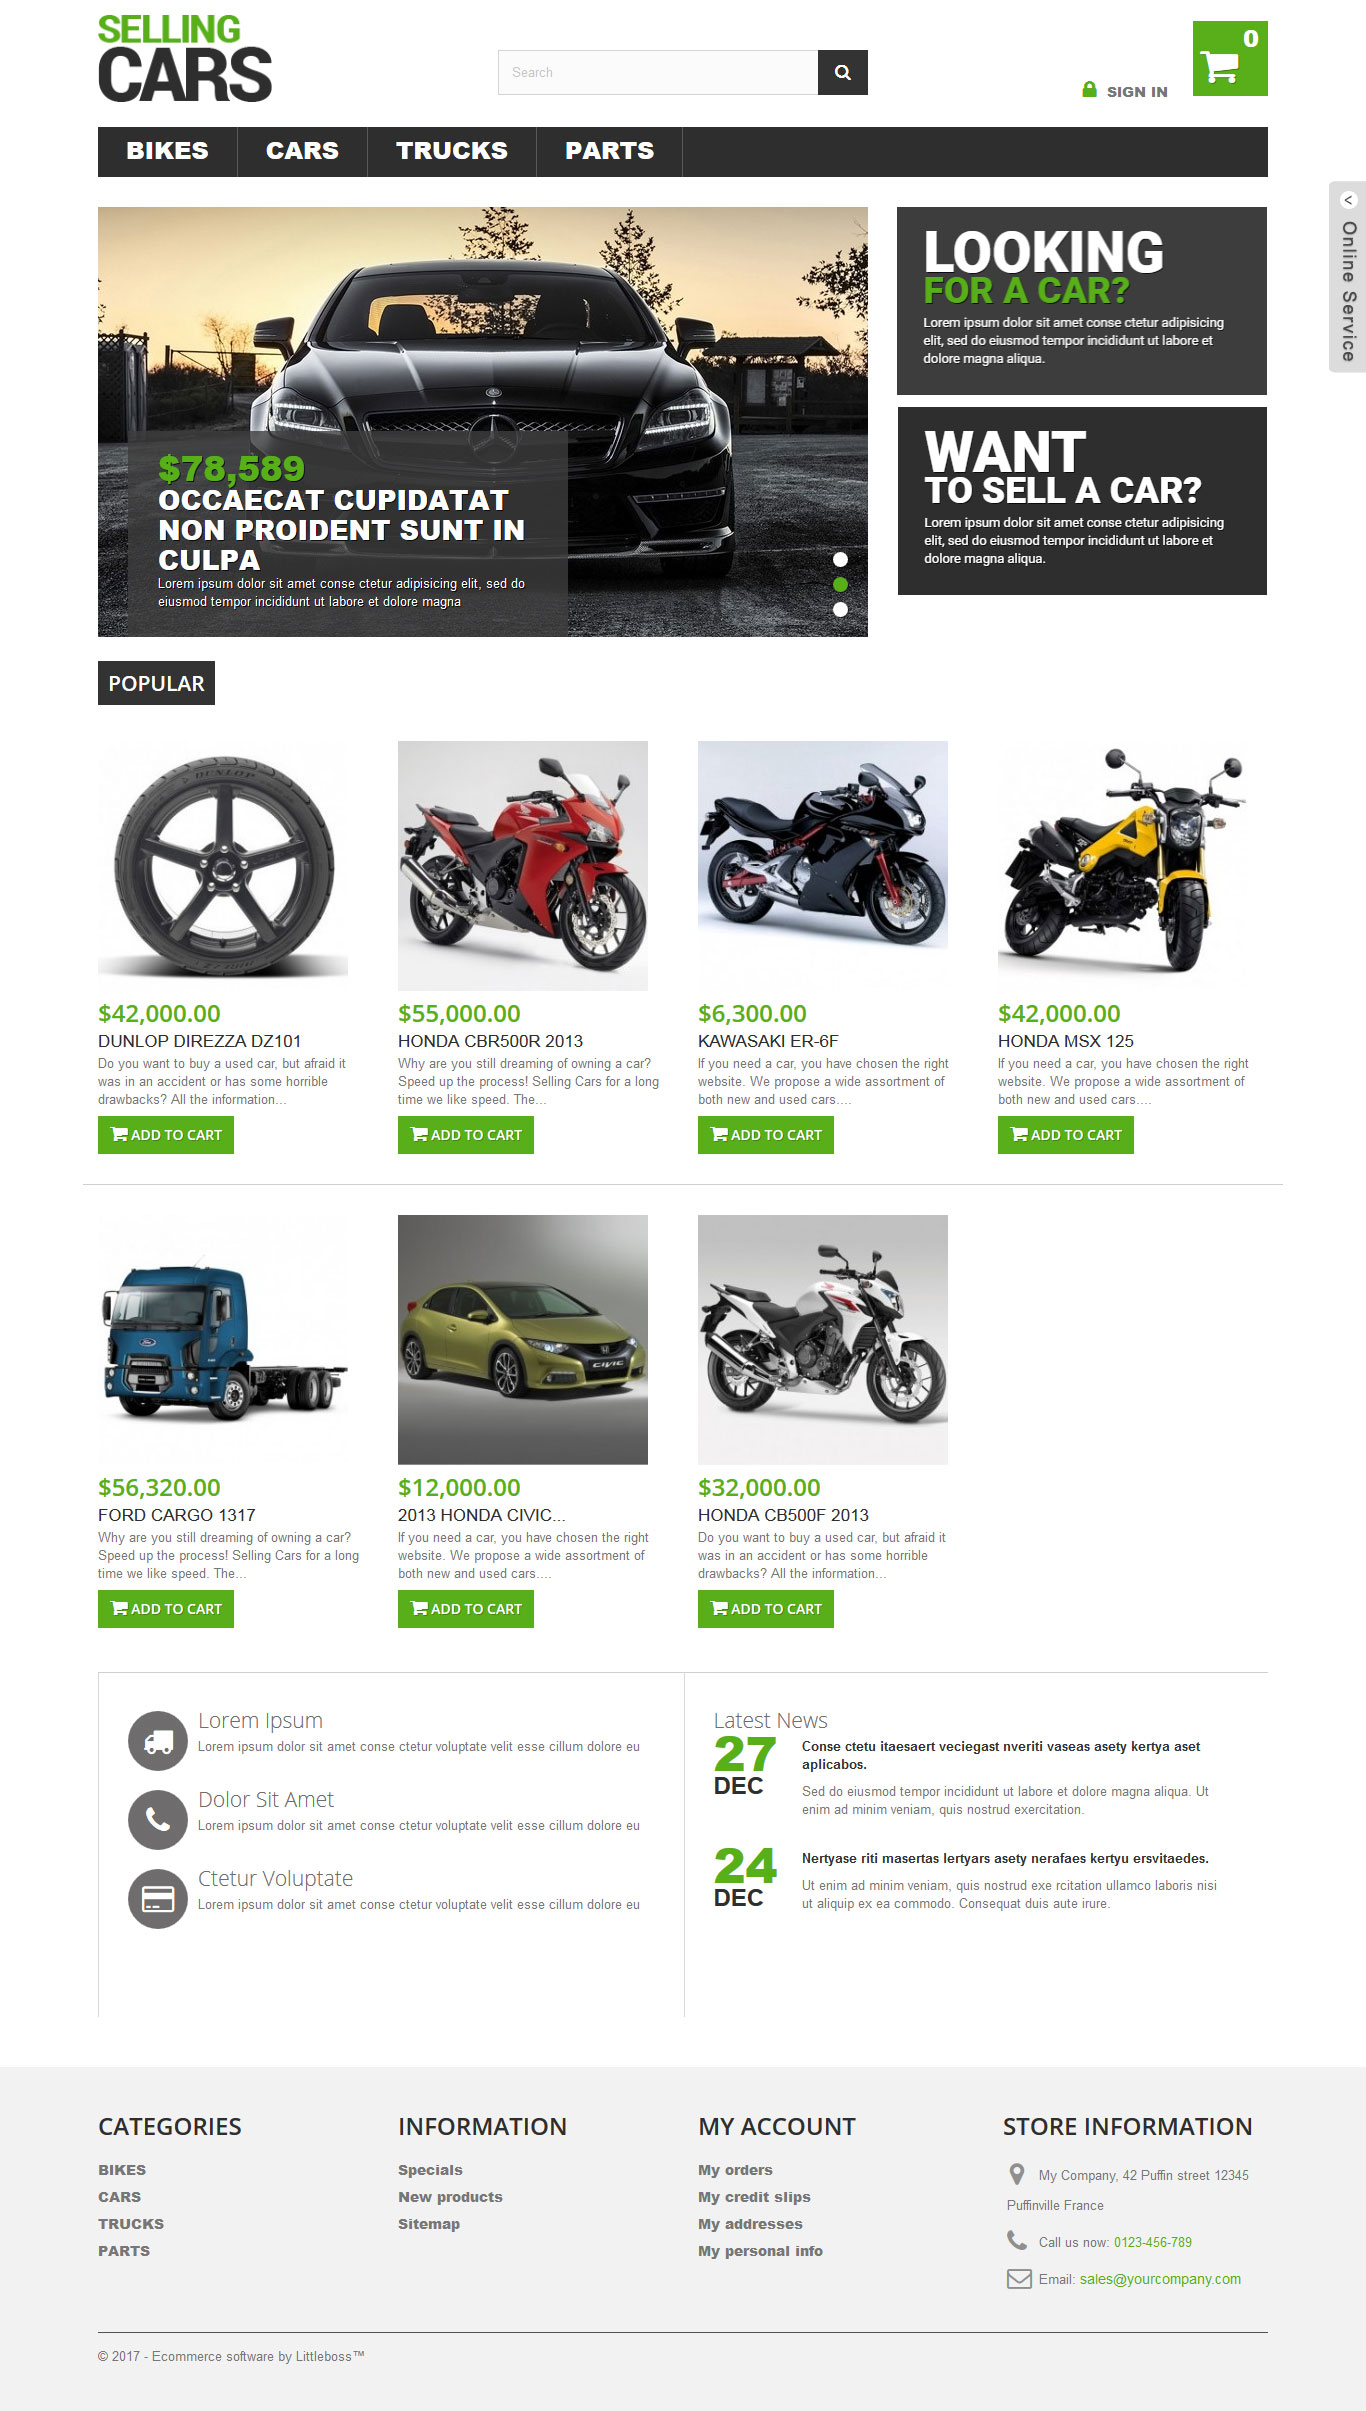 SELLING
CARS
Search
SIGN IN
0
BIKES
CARS
TRUCKS
PARTS
Online Service
$78,589
OCCAECAT CUPIDATAT
NON PROIDENT SUNT IN
CULPA
Lorem ipsum dolor sit amet conse ctetur adipisicing elit, sed do
eiusmod tempor incididunt ut labore et dolore magna
LOOKING
FOR A CAR?
Lorem ipsum dolor sit amet conse ctetur adipisicing
elit, sed do eiusmod tempor incididunt ut labore et
dolore magna aliqua.
WANT
TO SELL A CAR?
Lorem ipsum dolor sit amet conse ctetur adipisicing
elit, sed do eiusmod tempor incididunt ut labore et
dolore magna aliqua.
POPULAR
DUNLOP
$42,000.00
DUNLOP DIREZZA DZ101
Do you want to buy a used car, but afraid it
was in an accident or has some horrible
drawbacks? All the information...
ADD TO CART
$55,000.00
HONDA CBR500R 2013
Why are you still dreaming of owning a car?
Speed up the process! Selling Cars for a long
time we like speed. The...
ADD TO CART
$6,300.00
KAWASAKI ER-6F
If you need a car, you have chosen the right
website. We propose a wide assortment of
both new and used cars....
ADD TO CART
$42,000.00
HONDA MSX 125
If you need a car, you have chosen the right
website. We propose a wide assortment of
both new and used cars....
ADD TO CART
$56,320.00
FORD CARGO 1317
Why are you still dreaming of owning a car?
Speed up the process! Selling Cars for a long
time we like speed. The...
ADD TO CART
CIVIC
$12,000.00
2013 HONDA CIVIC...
If you need a car, you have chosen the right
website. We propose a wide assortment of
both new and used cars....
ADD TO CART
$32,000.00
HONDA CB500F 2013
Do you want to buy a used car, but afraid it
was in an accident or has some horrible
drawbacks? All the information...
ADD TO CART
Lorem Ipsum
Lorem ipsum dolor sit amet conse ctetur voluptate velit esse cillum dolore eu
Dolor Sit Amet
Lorem ipsum dolor sit amet conse ctetur voluptate velit esse cillum dolore eu
Ctetur Voluptate
Lorem ipsum dolor sit amet conse ctetur voluptate velit esse cillum dolore eu
Latest News
27
DEC
Conse ctetu itaesaert veciegast nveriti vaseas asety kertya aset
aplicabos.
Sed do eiusmod tempor incididunt ut labore et dolore magna aliqua. Ut
enim ad minim veniam, quis nostrud exercitation.
24
DEC
Nertyase riti masertas lertyars asety nerafaes kertyu ersvitaedes.
Ut enim ad minim veniam, quis nostrud exe rcitation ullamco laboris nisi
ut aliquip ex ea commodo. Consequat duis aute irure.
CATEGORIES
BIKES
CARS
TRUCKS
PARTS
INFORMATION
Specials
New products
Sitemap
MY ACCOUNT
My orders
My credit slips
My addresses
My personal info
STORE INFORMATION
My Company, 42 Puffin street 12345
Puffinville France
Call us now: 0123-456-789
Email: sales@yourcompany.com
© 2017 - Ecommerce software by Littleboss™